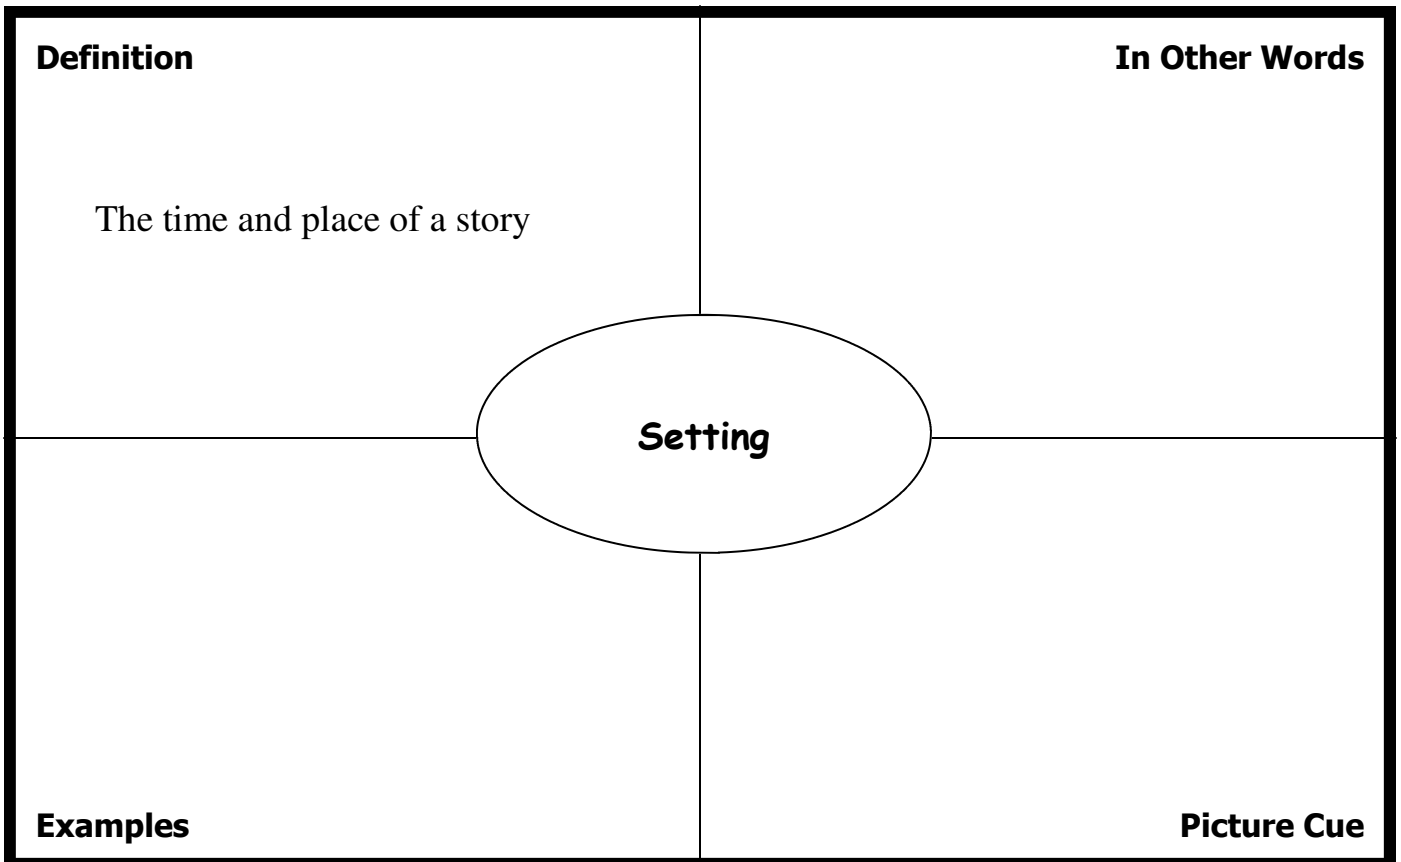 Definition
In Other Words
The time and place of a story
Setting
Examples
Picture Cue